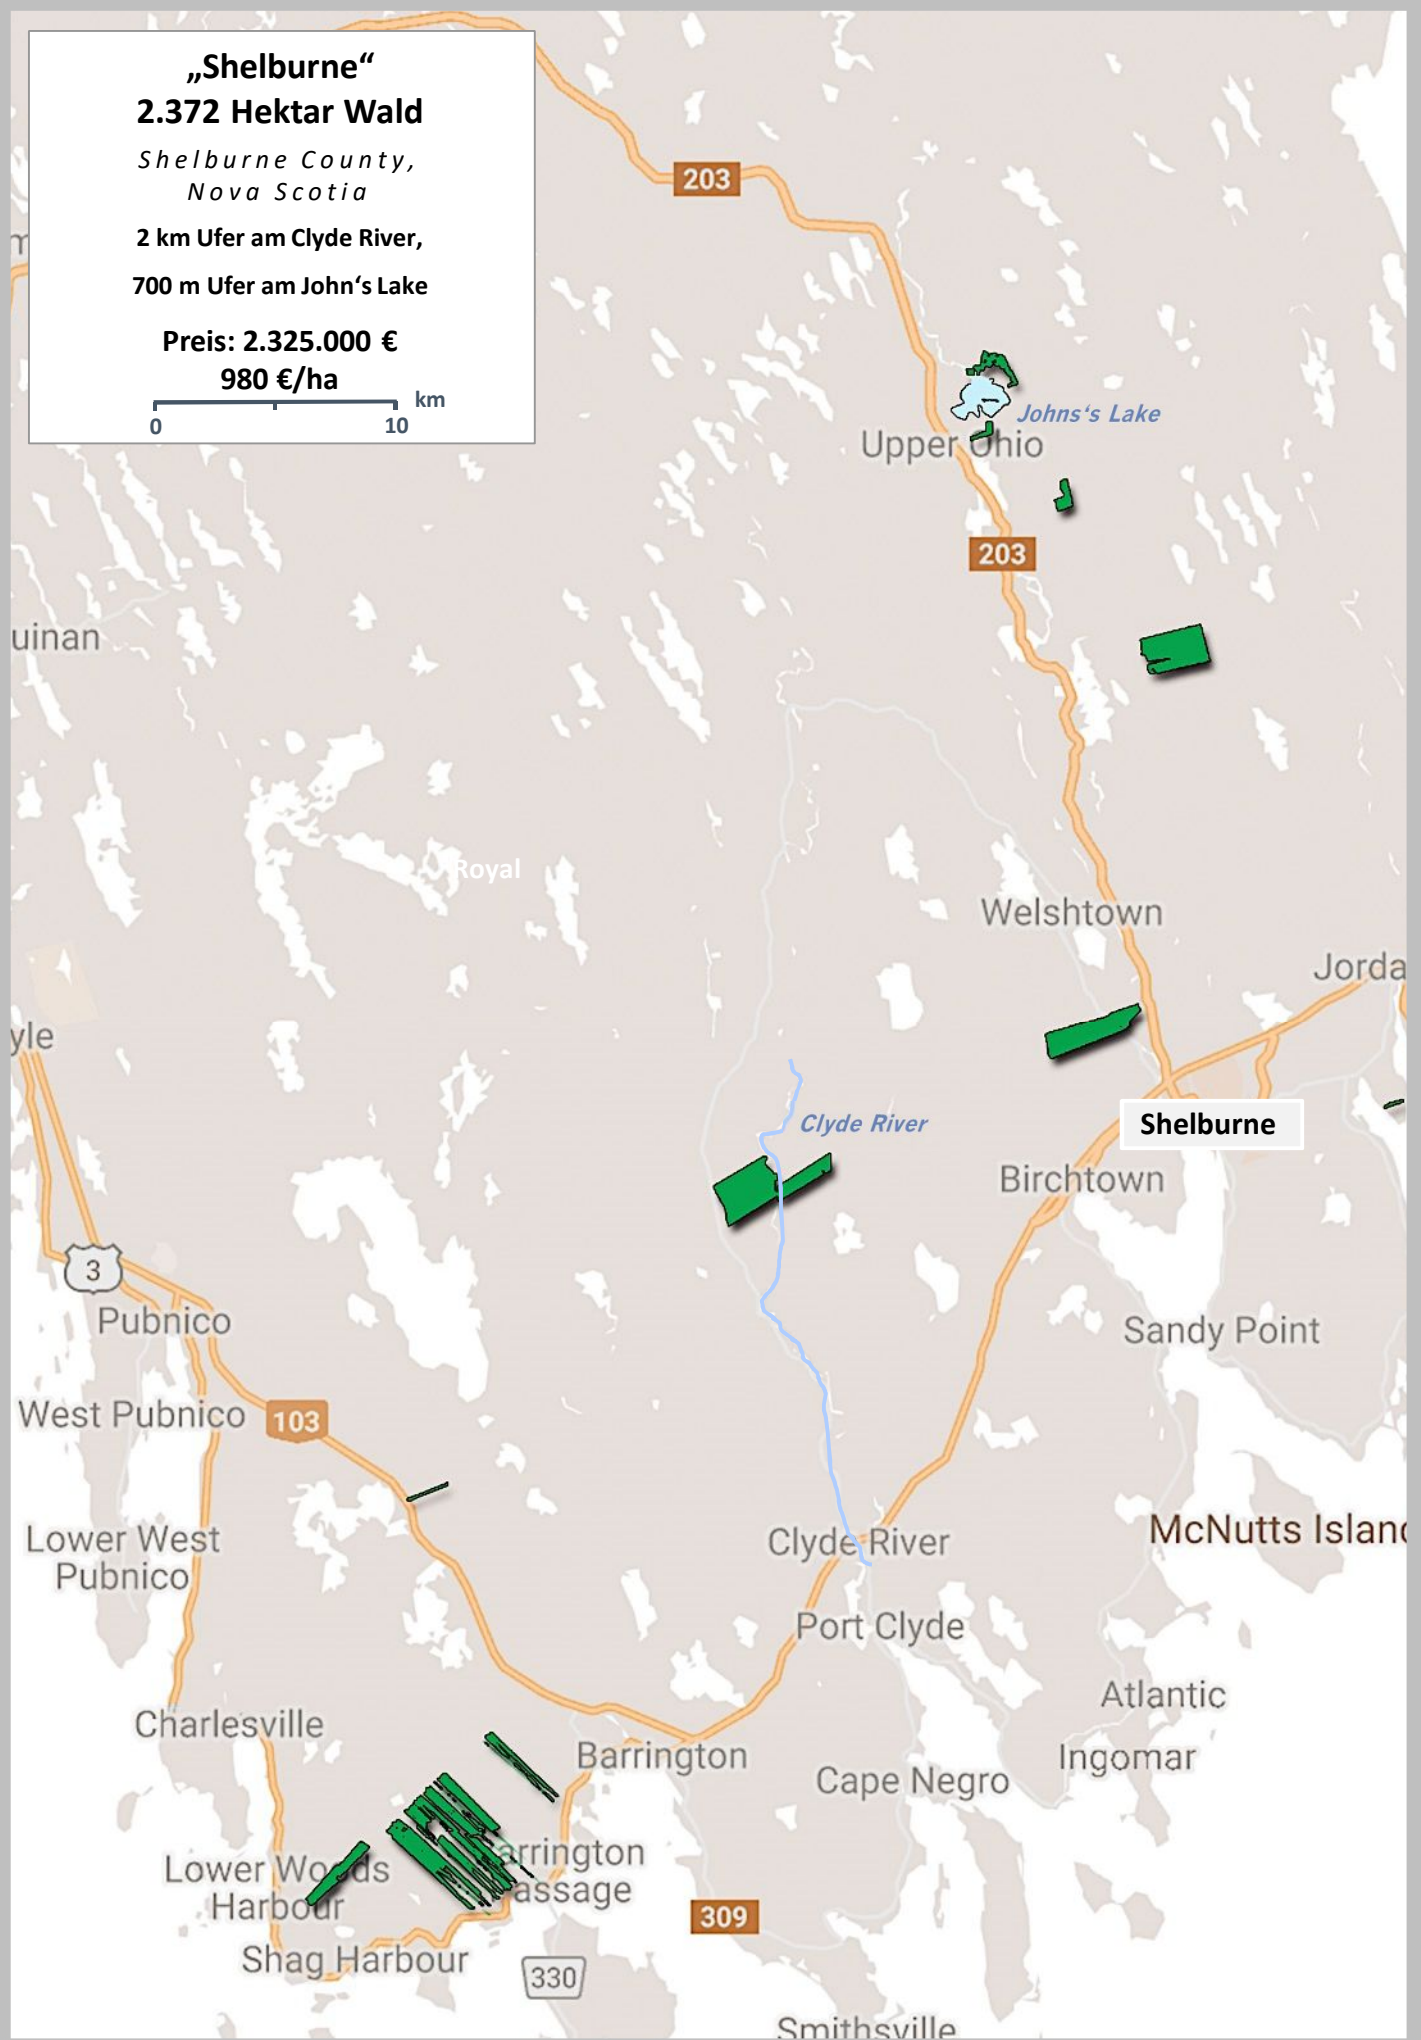 „Shelburne“
2.372 Hektar Wald
Shelburne County,
Nova Scotia
2 km Ufer am Clyde River,
700 m Ufer am John‘s Lake
Preis: 2.325.000 €
980 €/ha
km
0 10
203
Johns‘s Lake
Upper Ohio
203
uinan
Royal
Welshtown
Jorda
yle
Clyde River
Shelburne
Birchtown
3
Pubnico
Sandy Point
West Pubnico
103
McNutts Island
Lower West
Pubnico
Clyde River
Port Clyde
Atlantic
Charlesville
Barrington
Ingomar
Cape Negro
arrington
assage
Lower Woods
Harbour
309
Shag Harbour
330
Smithsville